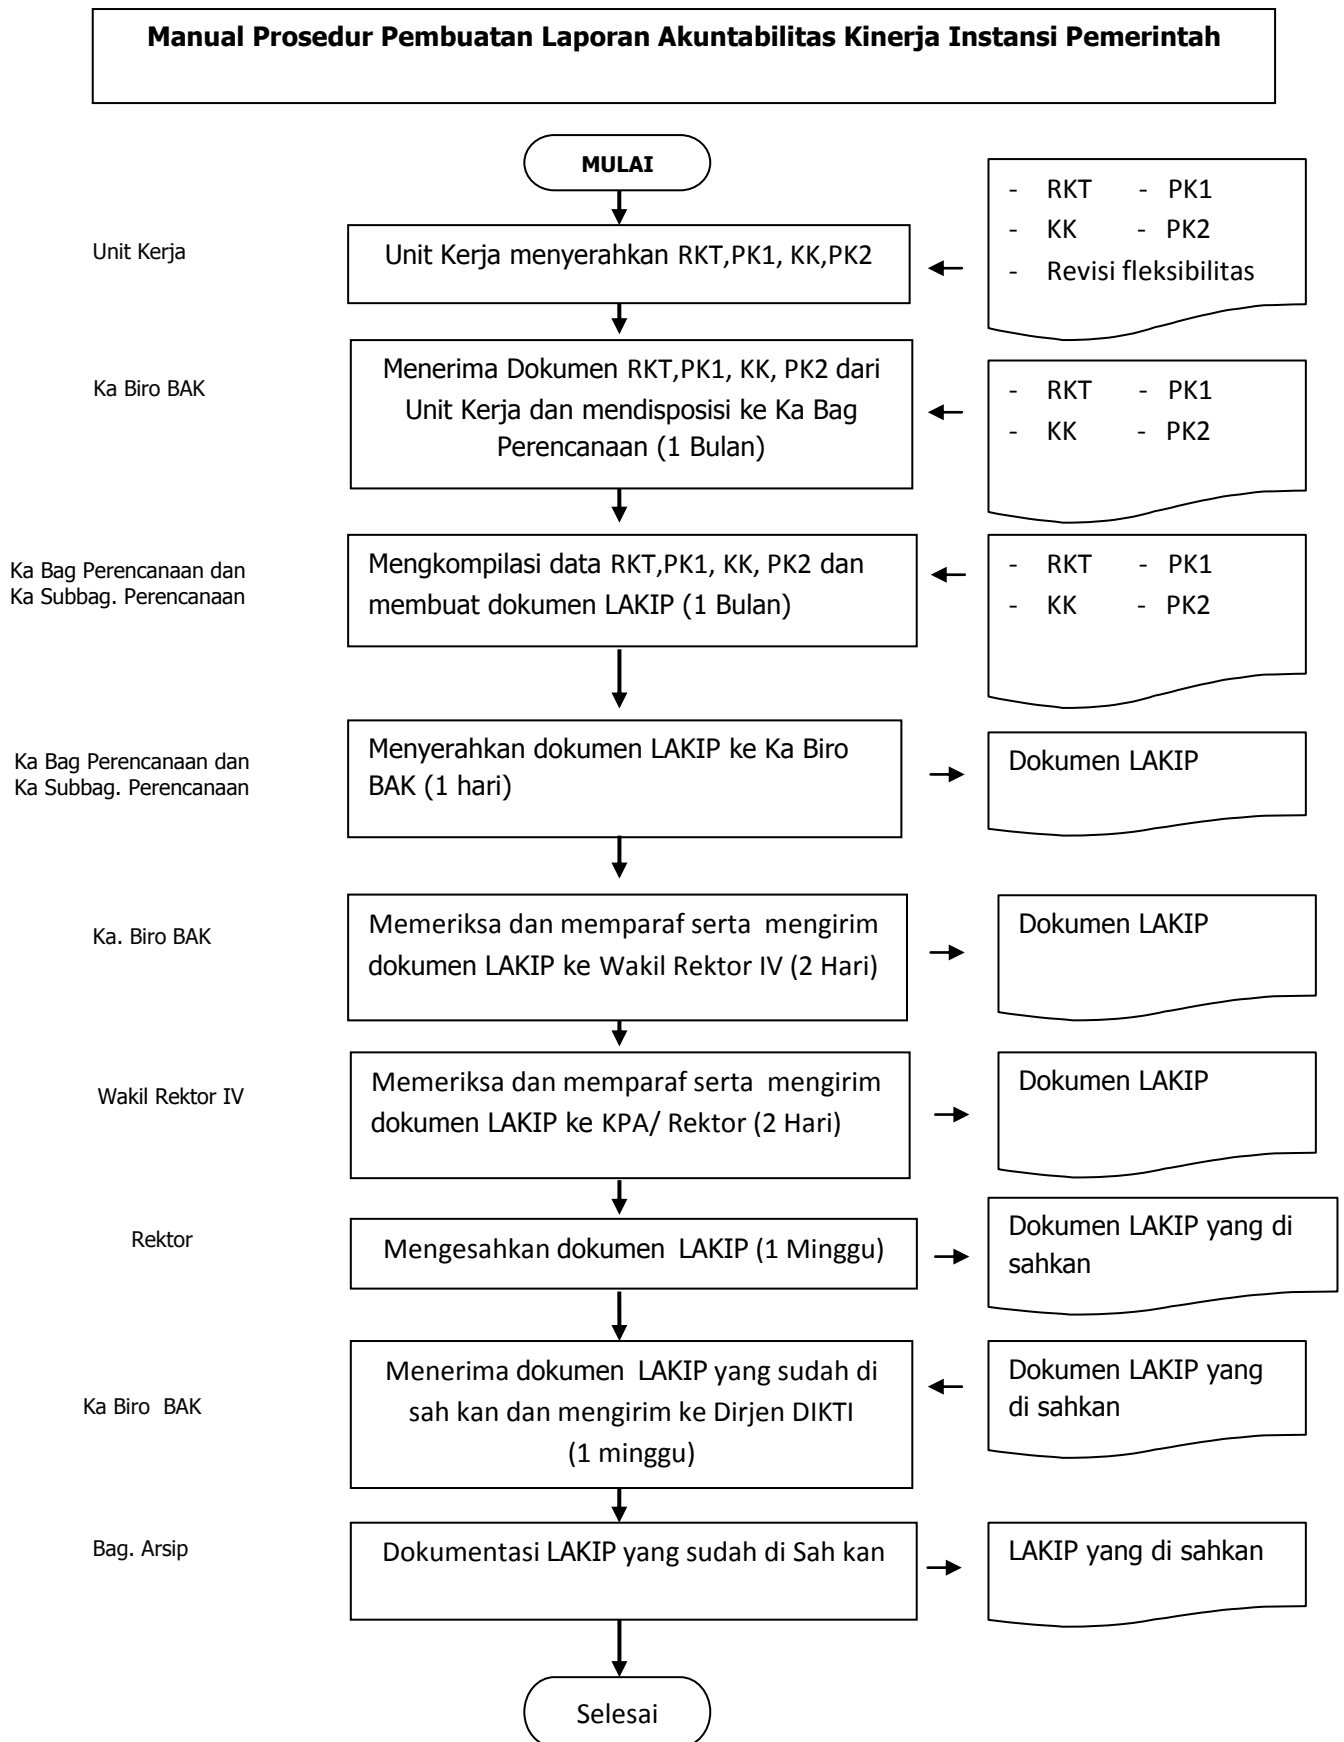 Manual Prosedur Pembuatan Laporan Akuntabilitas Kinerja Instansi Pemerintah
MULAI
Unit Kerja
Unit Kerja menyerahkan RKT,PK1, KK,PK2
- RKT - PK1
- KK - PK2
- Revisi fleksibilitas
Ka Biro BAK
Menerima Dokumen RKT,PK1, KK, PK2 dari
Unit Kerja dan mendisposisi ke Ka Bag
Perencanaan (1 Bulan)
- RKT - PK1
- KK - PK2
Ka Bag Perencanaan dan
Ka Subbag. Perencanaan
Mengkompilasi data RKT,PK1, KK, PK2 dan
membuat dokumen LAKIP (1 Bulan)
- RKT - PK1
- KK - PK2
Ka Bag Perencanaan dan
Ka Subbag. Perencanaan
Menyerahkan dokumen LAKIP ke Ka Biro
BAK (1 hari)
Dokumen LAKIP
Ka. Biro BAK
Memeriksa dan memparaf serta mengirim
dokumen LAKIP ke Wakil Rektor IV (2 Hari)
Dokumen LAKIP
Wakil Rektor IV
Memeriksa dan memparaf serta mengirim
dokumen LAKIP ke KPA/ Rektor (2 Hari)
Dokumen LAKIP
Rektor
Mengesahkan dokumen LAKIP (1 Minggu)
Dokumen LAKIP yang di
sahkan
Ka Biro BAK
Menerima dokumen LAKIP yang sudah di
sah kan dan mengirim ke Dirjen DIKTI
(1 minggu)
Dokumen LAKIP yang
di sahkan
Bag. Arsip
Dokumentasi LAKIP yang sudah di Sah kan
LAKIP yang di sahkan
Selesai